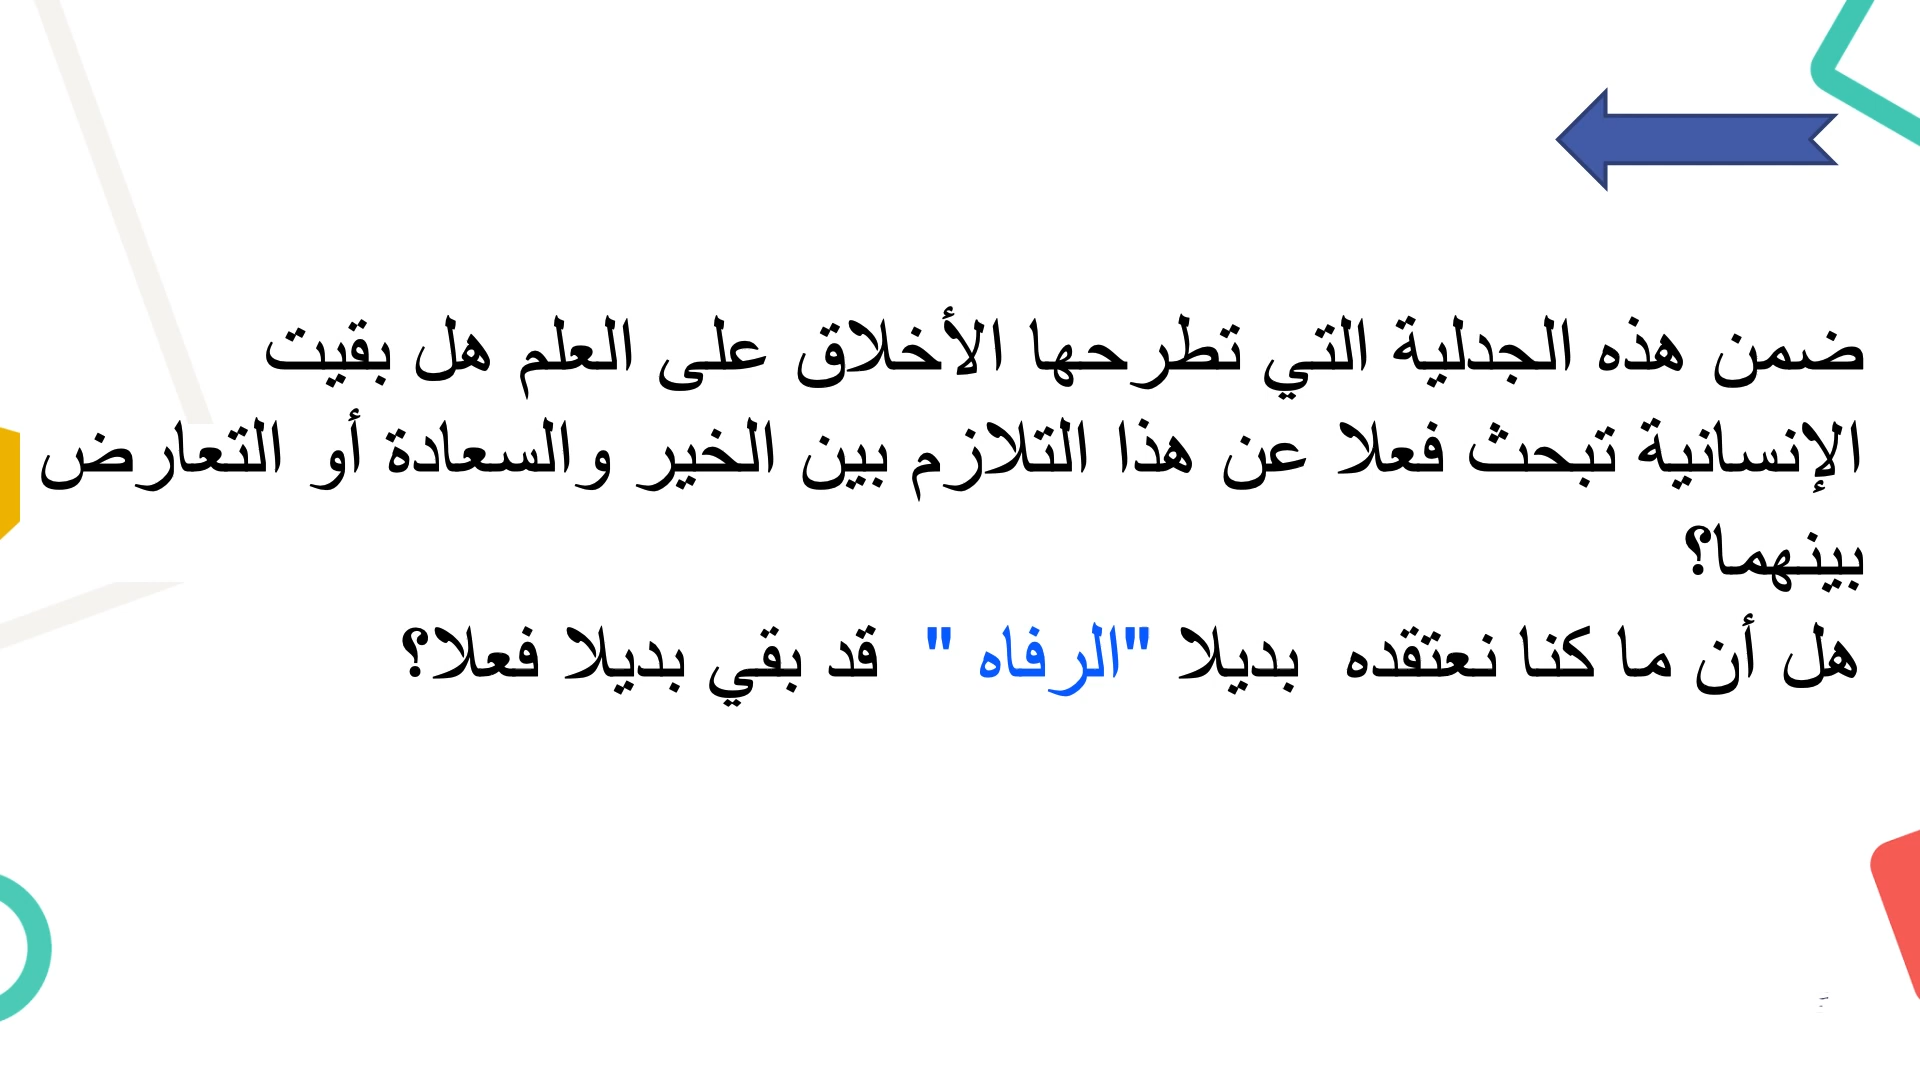 ضمن هذه الجدلية التي تطرحها الأخلاق على العلم هل بقيت
الإنسانية تبحث فعلا عن هذا التلازم بين الخير والسعادة أو التعارض
بينهما؟
هل أن ما كنا نعتقده بديلا "الرفاه " قد بقي بديلا فعلا؟